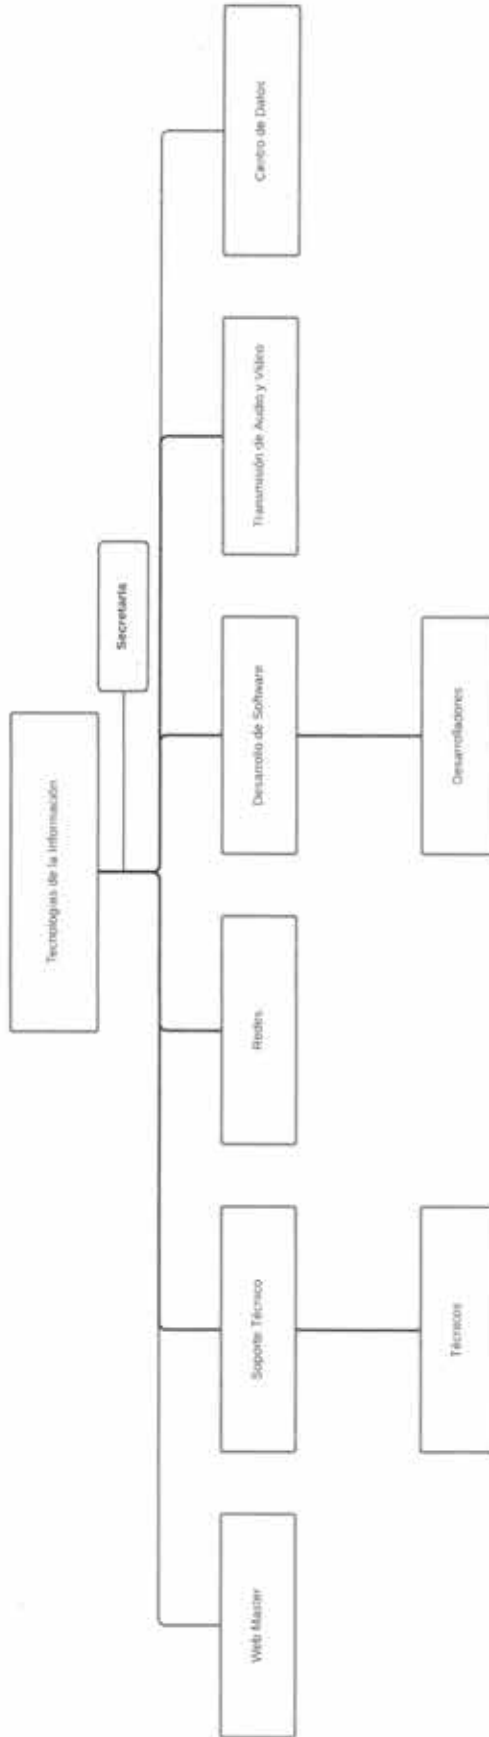 Tecnologías de la Información
Secretaria
Web Master
Soporte Técnico
Redes
Desarrollo de Software
Transmisión de Audio y Video
Centro de Datos
Técnicos
Desarrolladores